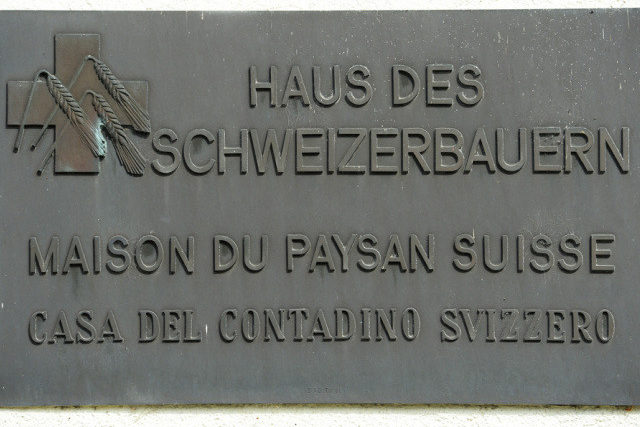 HAUS DES
SCHWEIZERBAUERN
MAISON DU PAYSAN SUISSE
CASA DEL CONTADINO SVIZZERO